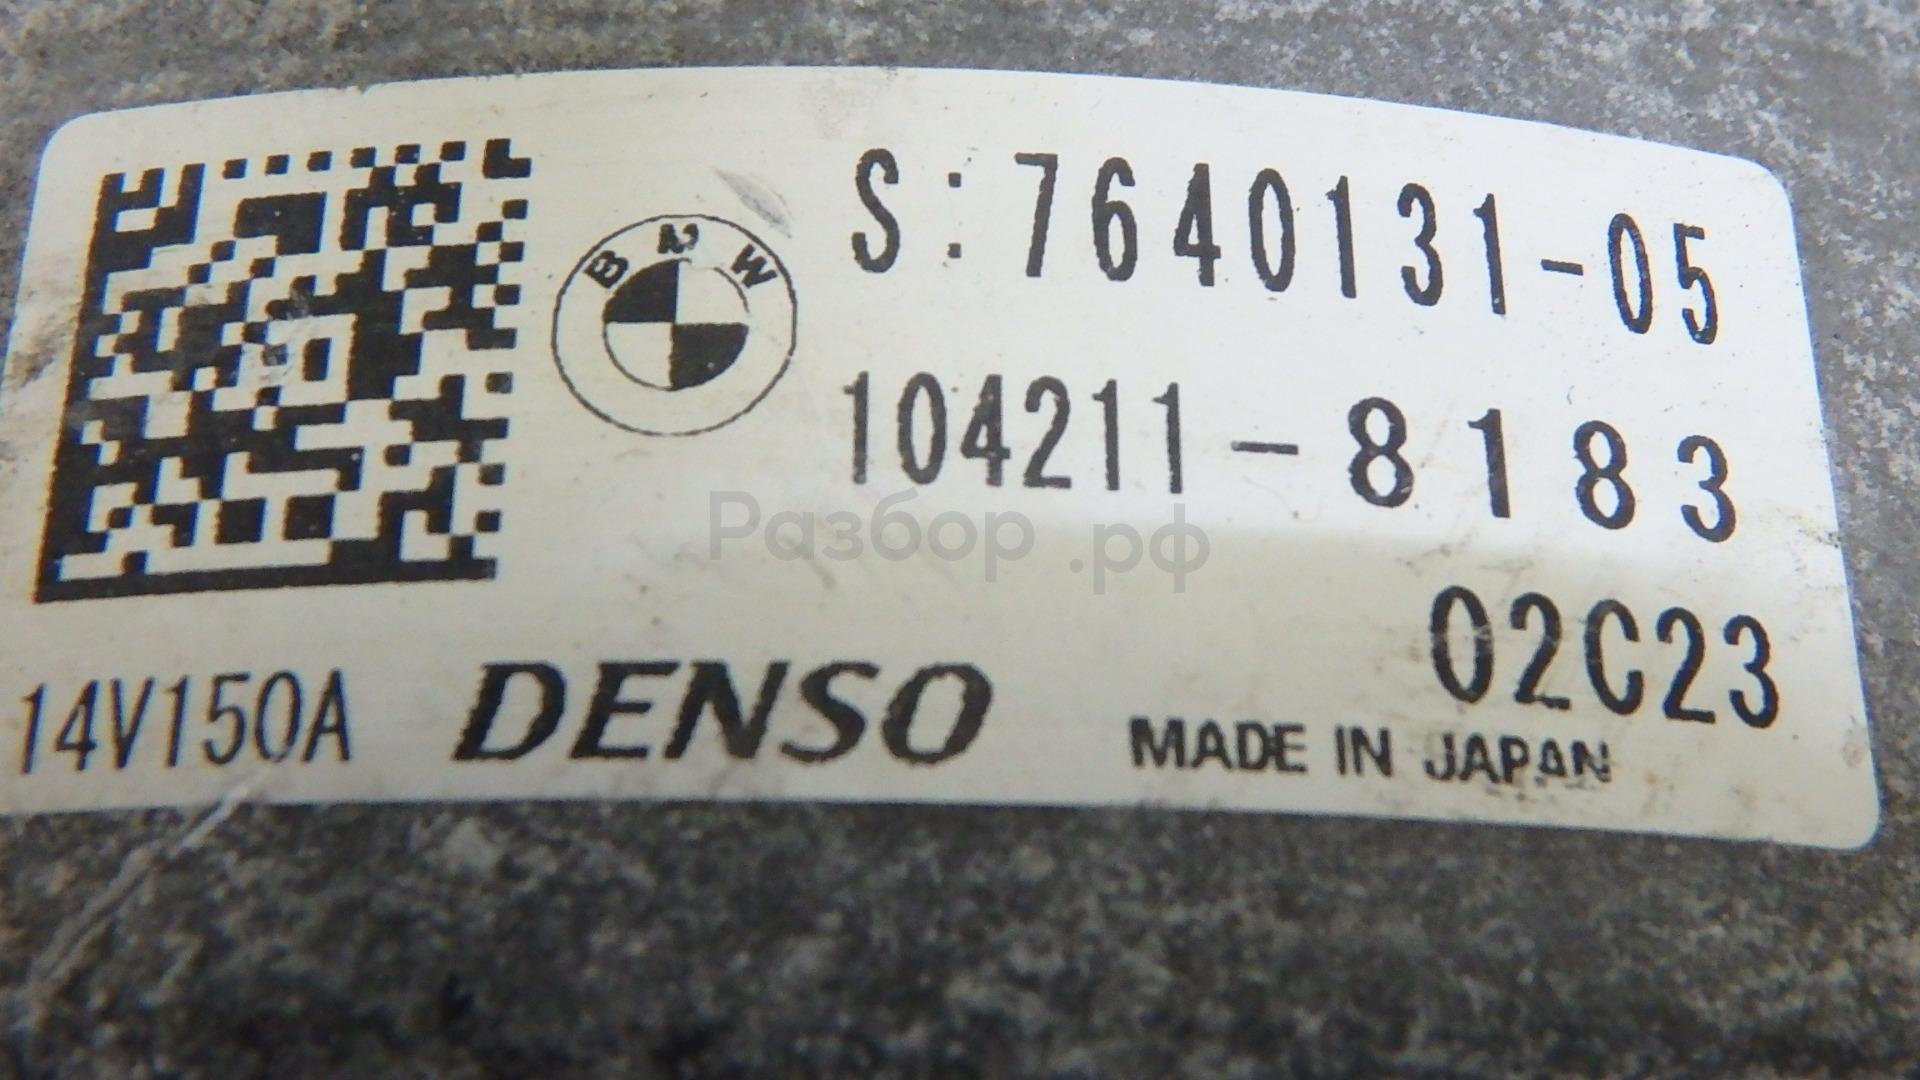 BMW
S:7640131-05
104211-8183
Разбор.рф
02C23
14V150A
DENSO
MADE IN JAPAN